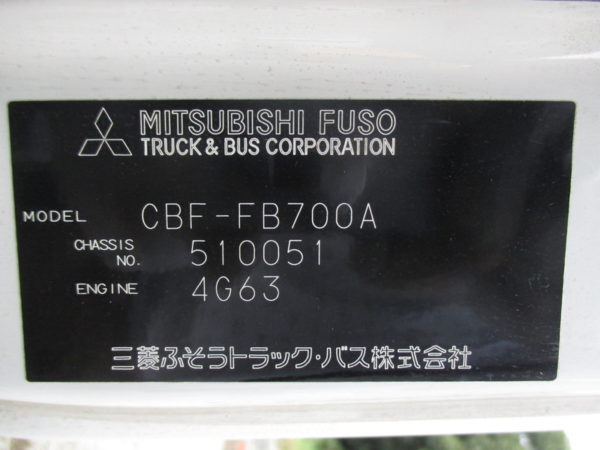 MITSUBISHI FUSO
TRUCK & BUS CORPORATION
MODEL CBF-FB700A
CHASSIS NO. 510051
ENGINE 4G63
三菱ふそうトラック・バス株式会社